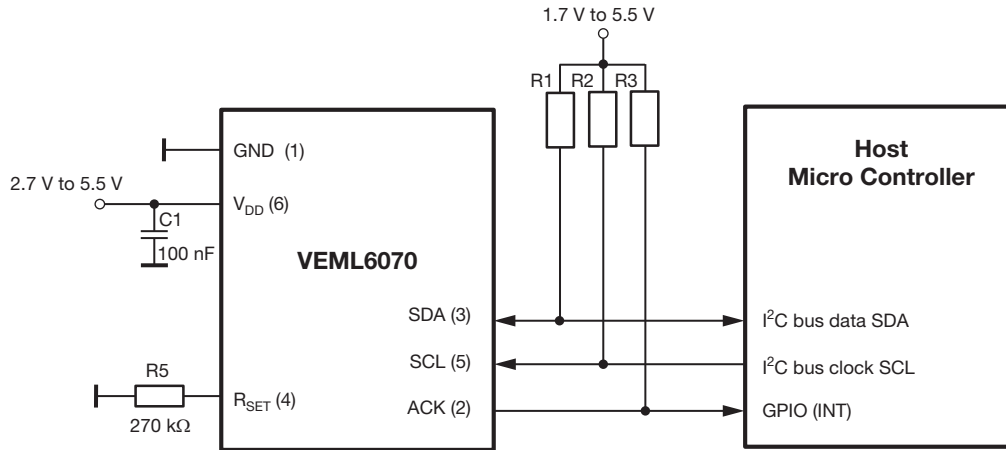 1.7 V to 5.5 V
R1 R2 R3
GND (1)
Host
Micro Controller
2.7 V to 5.5 V
V_DD (6)
C1
100 nF
VEML6070
SDA (3)
I²C bus data SDA
SCL (5)
I²C bus clock SCL
R5
R_SET (4)
270 kΩ
ACK (2)
GPIO (INT)